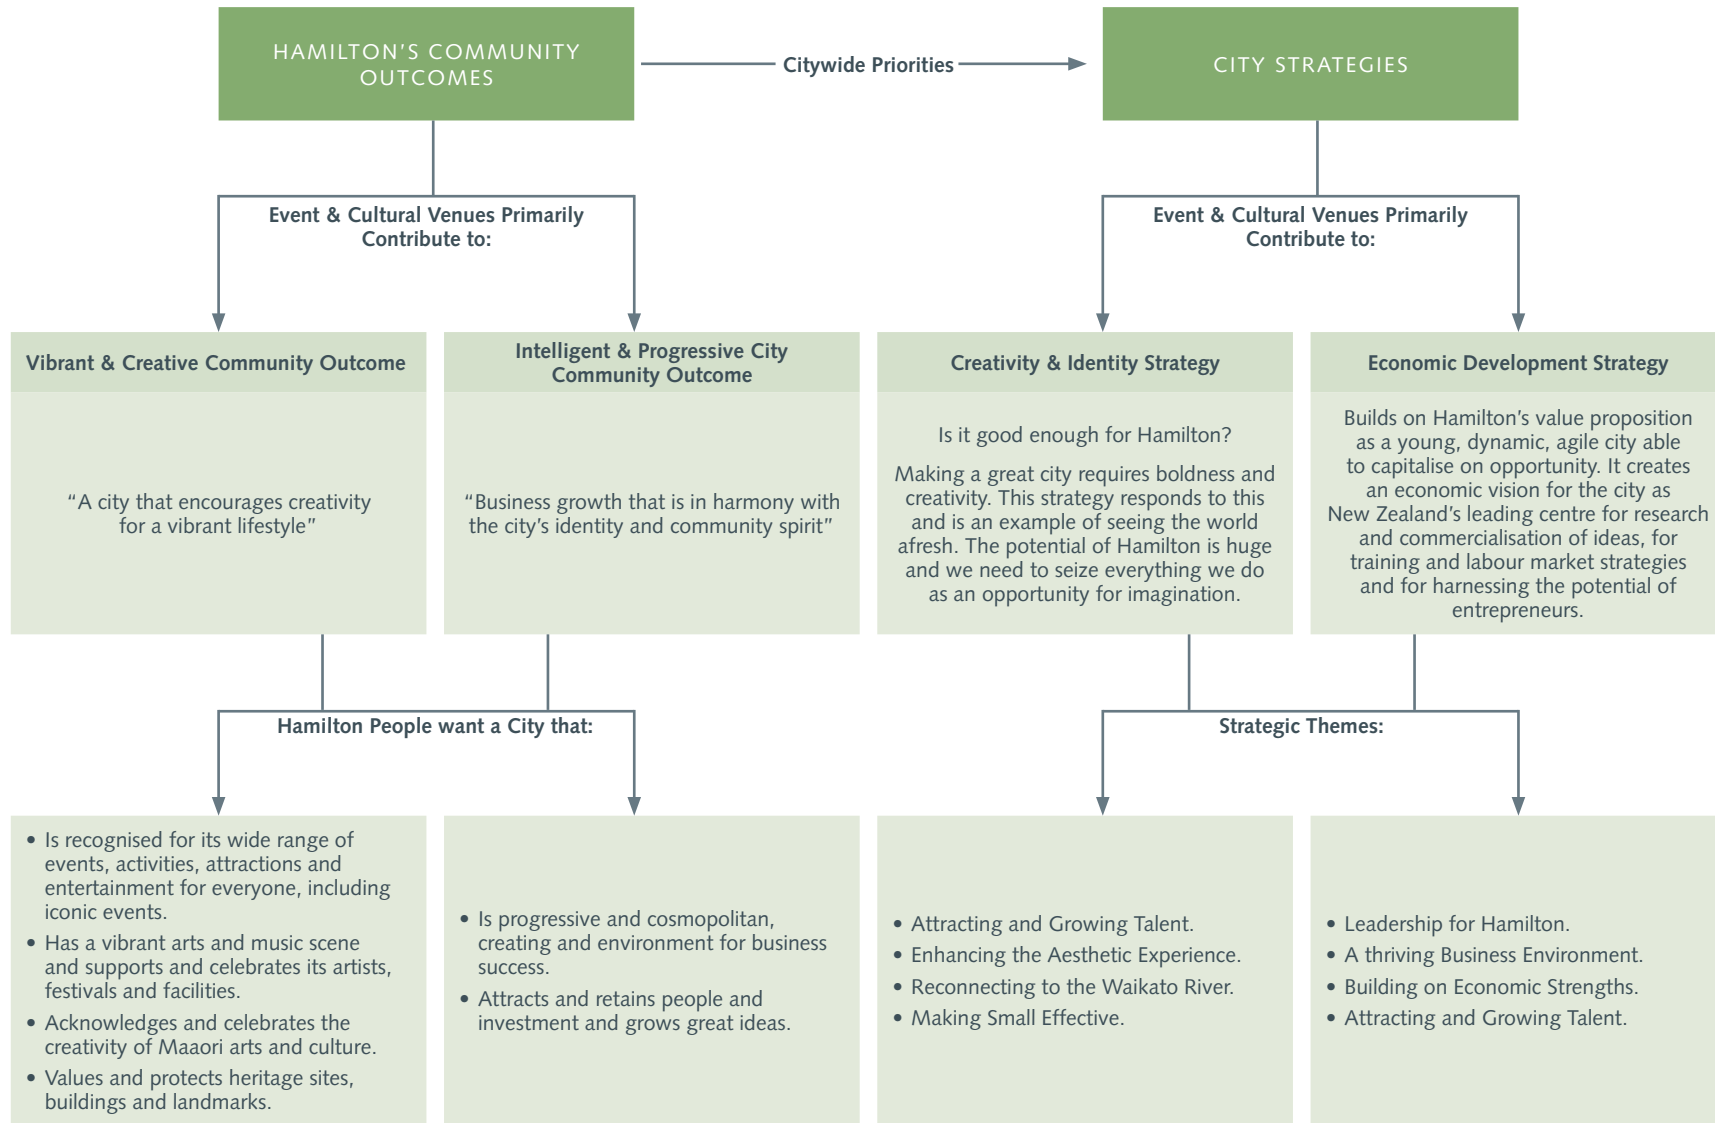 HAMILTON'S COMMUNITY
OUTCOMES
Citywide Priorities
CITY STRATEGIES
Event & Cultural Venues Primarily
Contribute to:
Event & Cultural Venues Primarily
Contribute to:
Vibrant & Creative Community Outcome
“A city that encourages creativity
for a vibrant lifestyle”
Intelligent & Progressive City
Community Outcome
“Business growth that is in harmony with
the city’s identity and community spirit”
Creativity & Identity Strategy
Is it good enough for Hamilton?
Making a great city requires boldness and
creativity. This strategy responds to this
and is an example of seeing the world
afresh. The potential of Hamilton is huge
and we need to seize everything we do
as an opportunity for imagination.
Economic Development Strategy
Builds on Hamilton’s value proposition
as a young, dynamic, agile city able
to capitalise on opportunity. It creates
an economic vision for the city as
New Zealand’s leading centre for research
and commercialisation of ideas, for
training and labour market strategies
and for harnessing the potential of
entrepreneurs.
Hamilton People want a City that:
Strategic Themes:
• Is recognised for its wide range of
events, activities, attractions and
entertainment for everyone, including
iconic events.
• Has a vibrant arts and music scene
and supports and celebrates its artists,
festivals and facilities.
• Acknowledges and celebrates the
creativity of Maaori arts and culture.
• Values and protects heritage sites,
buildings and landmarks.
• Is progressive and cosmopolitan,
creating and environment for business
success.
• Attracts and retains people and
investment and grows great ideas.
• Attracting and Growing Talent.
• Enhancing the Aesthetic Experience.
• Reconnecting to the Waikato River.
• Making Small Effective.
• Leadership for Hamilton.
• A thriving Business Environment.
• Building on Economic Strengths.
• Attracting and Growing Talent.